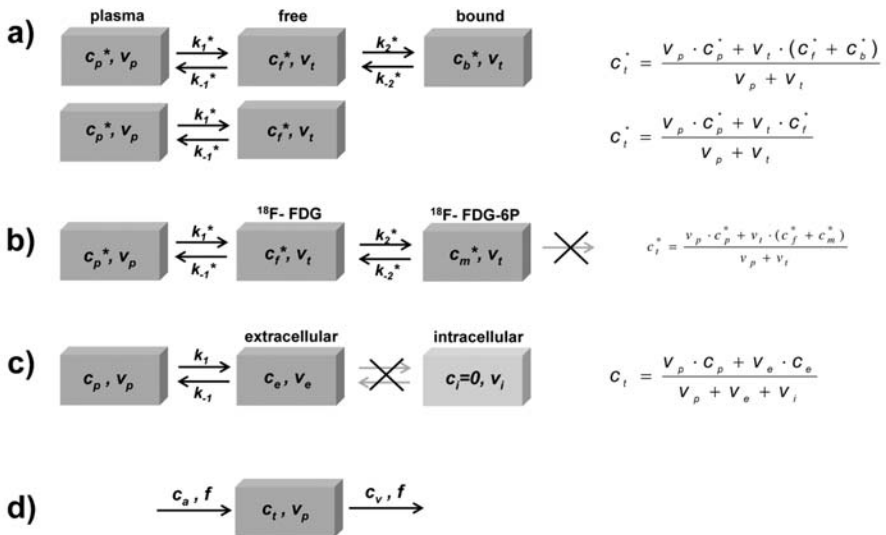 plasma free bound
a)
c_p*, v_p k_1* k_-1* c_f*, v_t k_2* k_-2* c_b*, v_t c_t* = (v_p · c_p* + v_t · (c_f* + c_b*)) / (v_p + v_t)
c_p*, v_p k_1* k_-1* c_f*, v_t c_t* = (v_p · c_p* + v_t · c_f*) / (v_p + v_t)
¹⁸F- FDG ¹⁸F- FDG-6P
b)
c_p*, v_p k_1* k_-1* c_f*, v_t k_2* k_-2* c_m*, v_t c_t* = (v_p · c_p* + v_t · (c_f* + c_m*)) / (v_p + v_t)
extracellular intracellular
c)
c_p, v_p k_1 k_-1 c_e, v_e c_i=0, v_i c_t = (v_p · c_p + v_e · c_e) / (v_p + v_e + v_i)
d)
c_a, f c_t, v_p c_v, f